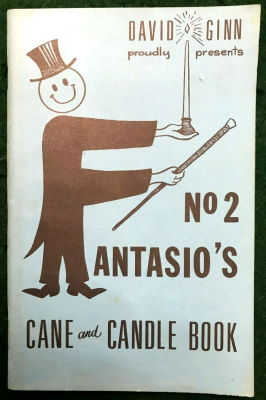 DAVID GINN
proudly presents
No 2
FANTASIO'S
CANE and CANDLE BOOK